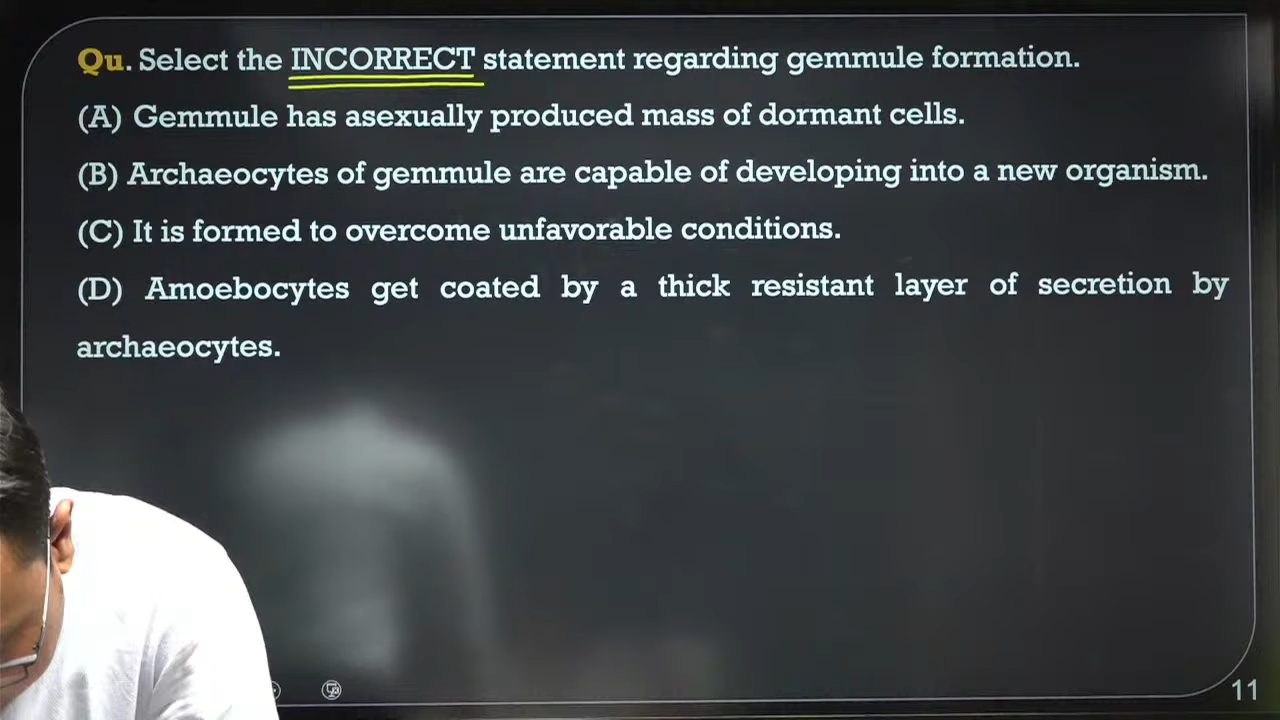 Qu. Select the INCORRECT statement regarding gemmule formation.
(A) Gemmule has asexually produced mass of dormant cells.
(B) Archaeocytes of gemmule are capable of developing into a new organism.
(C) It is formed to overcome unfavorable conditions.
(D) Amoebocytes get coated by a thick resistant layer of secretion by
archaeocytes.
11